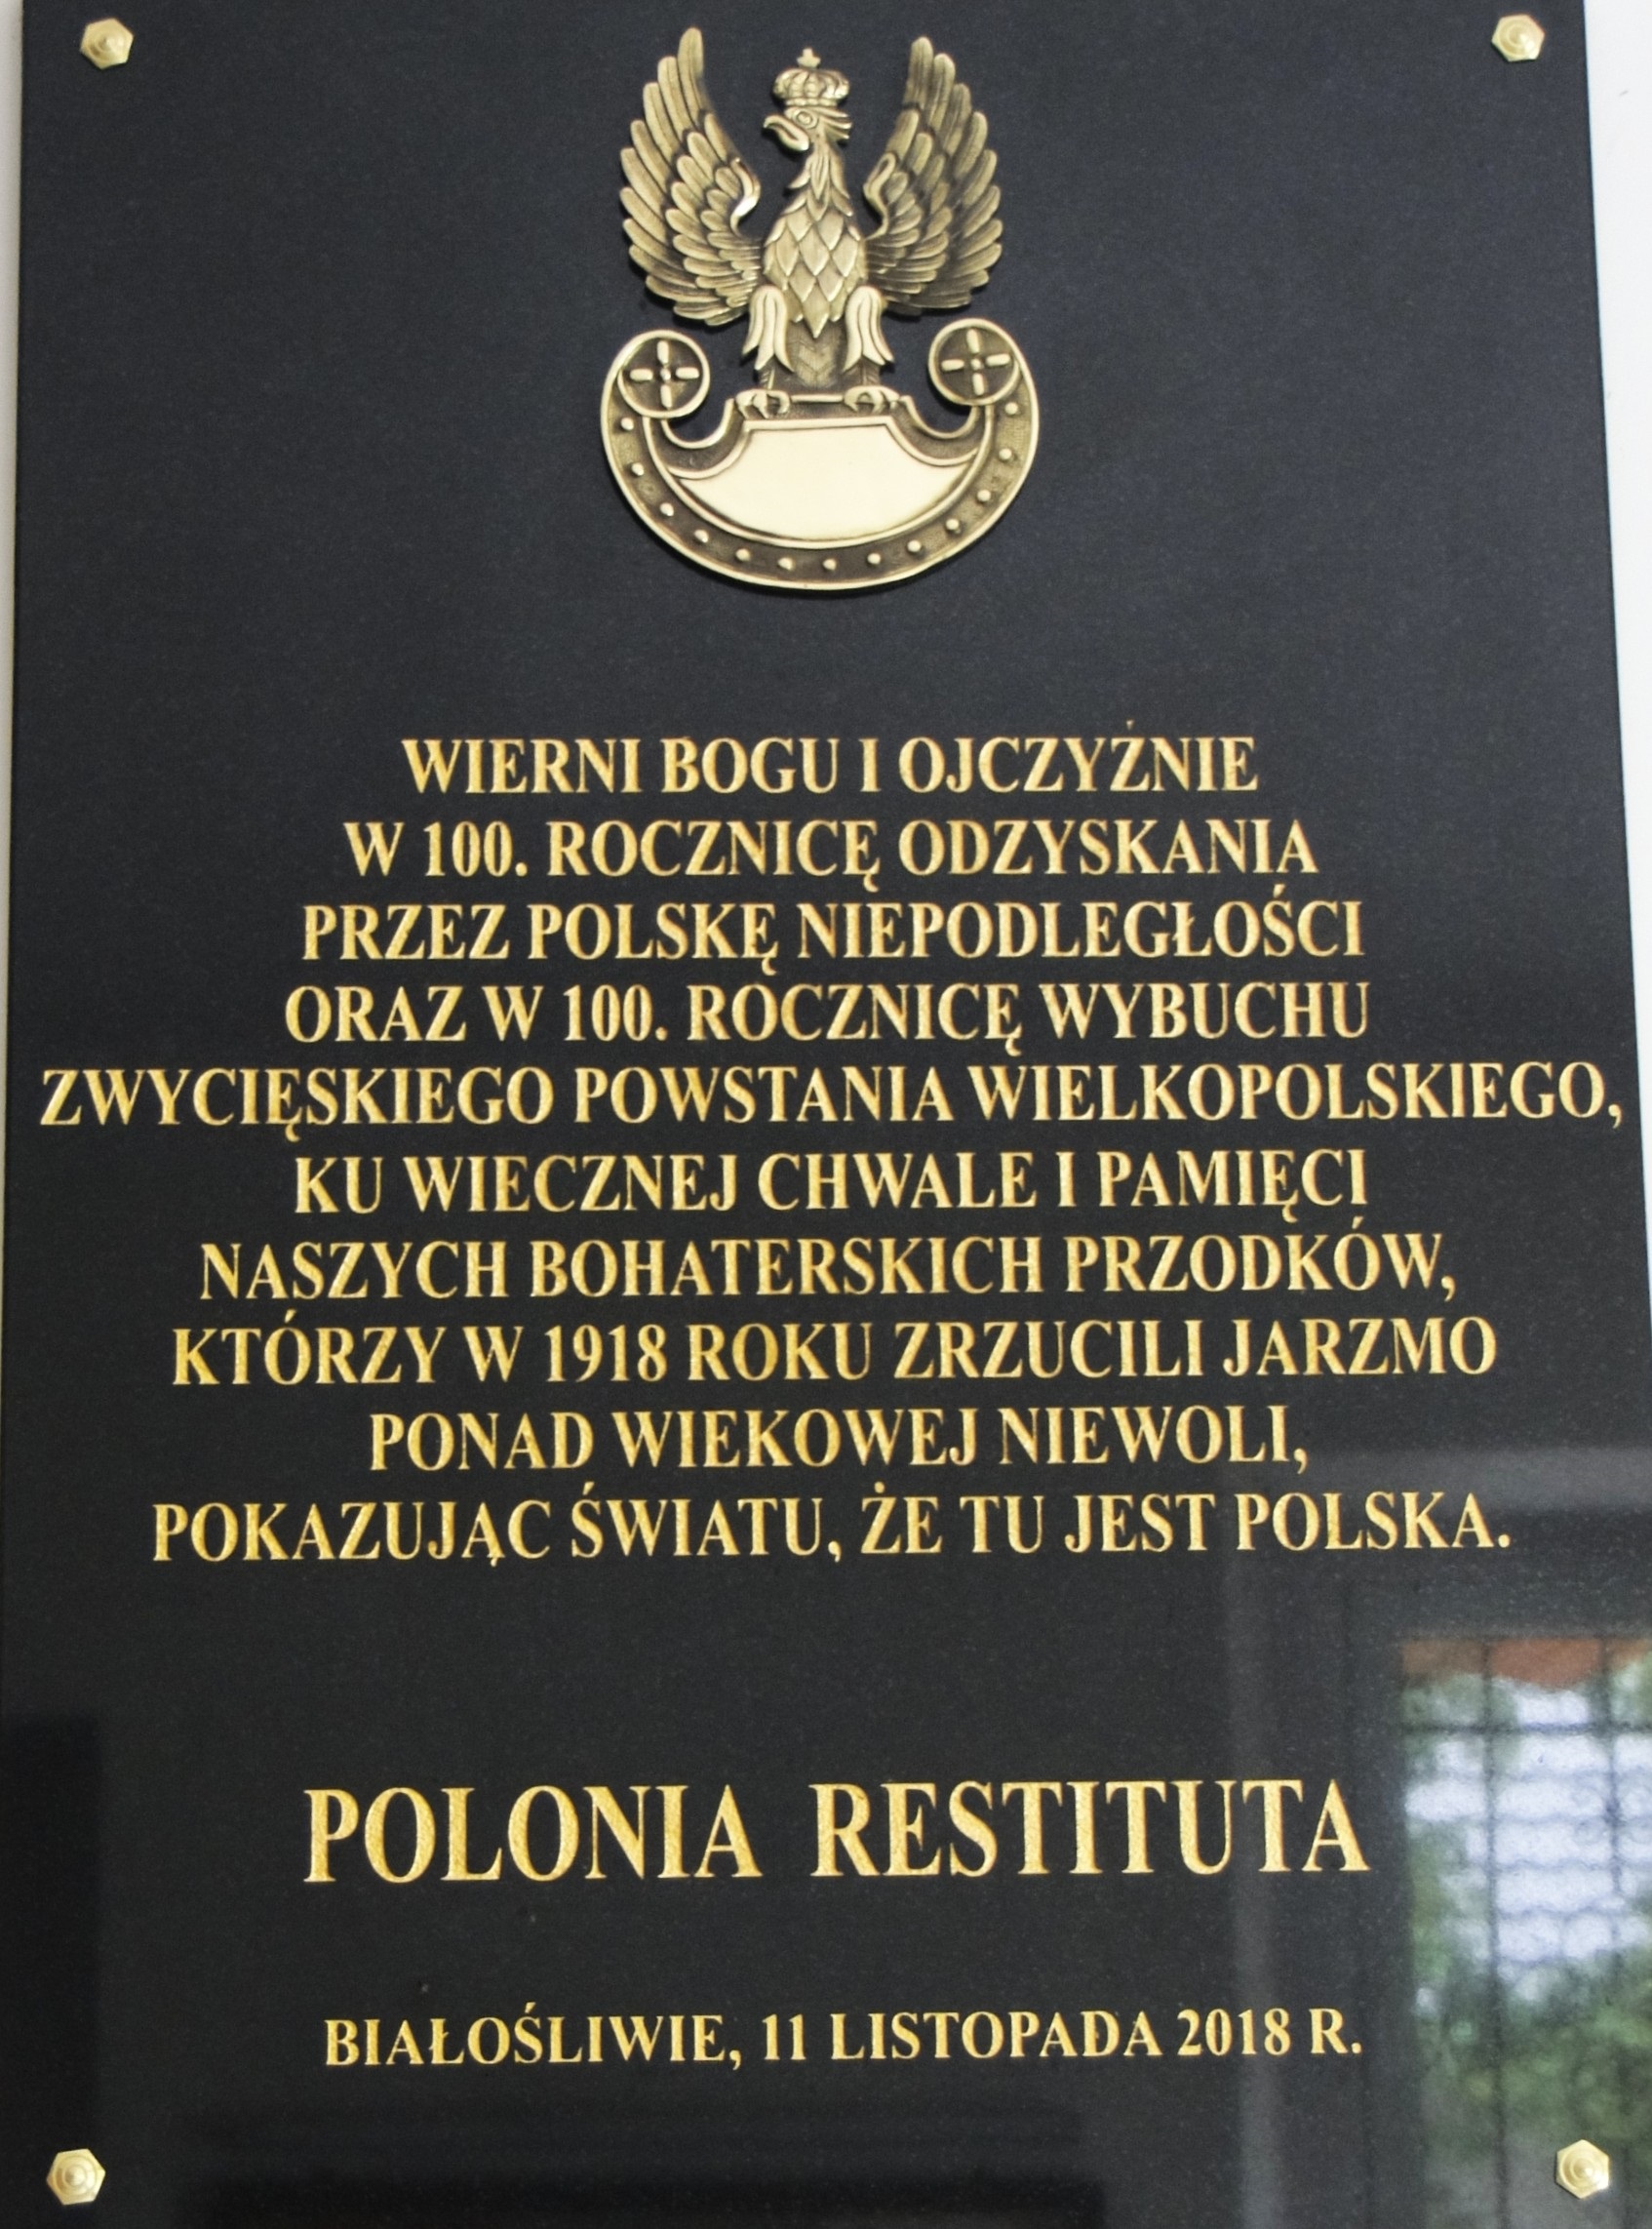 WIERNI BOGU I OJCZYŹNIE
W 100. ROCZNICĘ ODZYSKANIA
PRZEZ POLSKĘ NIEPODLEGŁOŚCI
ORAZ W 100. ROCZNICĘ WYBUCHU
ZWYCIĘSKIEGO POWSTANIA WIELKOPOLSKIEGO,
KU WIECZNEJ CHWALE I PAMIĘCI
NASZYCH BOHATERSKICH PRZODKÓW,
KTÓRZY W 1918 ROKU ZRZUCILI JARZMO
PONAD WIEKOWEJ NIEWOLI,
POKAZUJĄC ŚWIATU, ŻE TU JEST POLSKA.
POLONIA RESTITUTA
BIAŁOŚLIWIE, 11 LISTOPADA 2018 R.